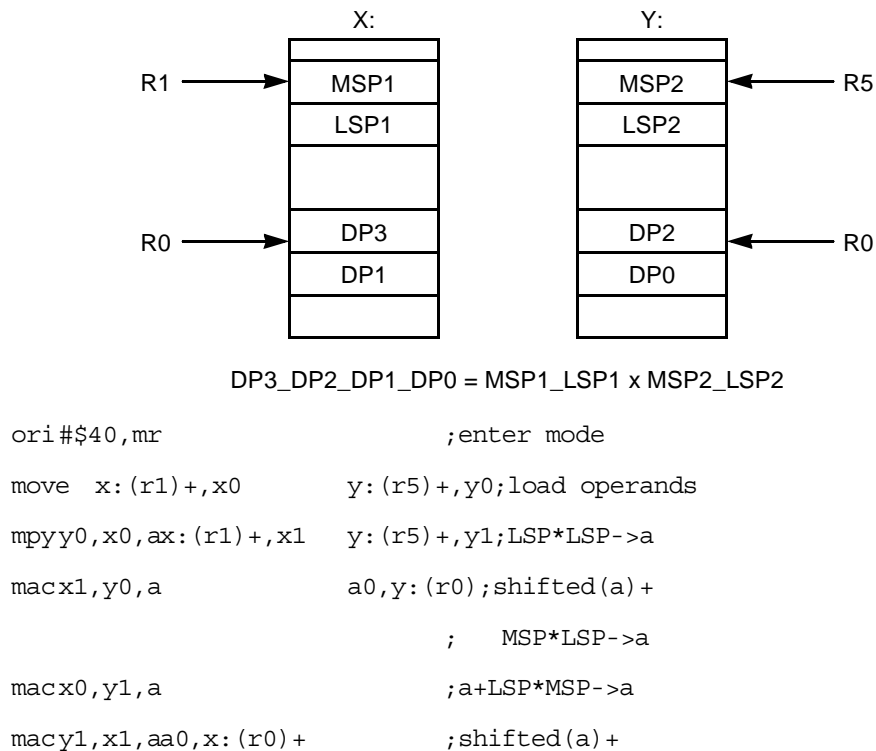 X: Y:
R1 MSP1 MSP2 R5
LSP1 LSP2
R0 DP3 DP2 R0
DP1 DP0
DP3_DP2_DP1_DP0 = MSP1_LSP1 x MSP2_LSP2
ori#$40,mr ;enter mode
move x:(r1)+,x0 y:(r5)+,y0;load operands
mpyy0,x0,ax:(r1)+,x1 y:(r5)+,y1;LSP*LSP->a
macx1,y0,a a0,y:(r0);shifted(a)+
; MSP*LSP->a
macx0,y1,a ;a+LSP*MSP->a
macy1,x1,aa0,x:(r0)+ ;shifted(a)+